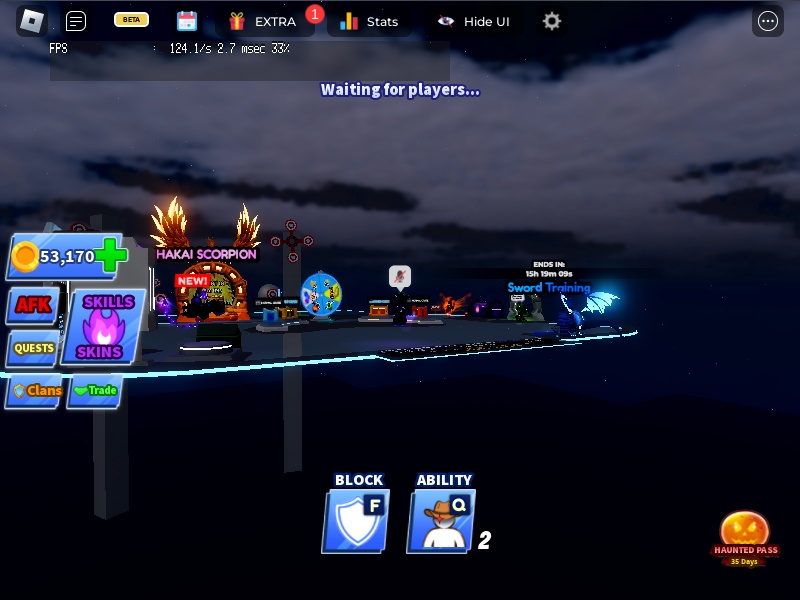 BETA
EXTRA
1
Stats
Hide UI
FPS : 124.1/s 2.7 msec 33%
Waiting for players...
HAKAI SCORPION
NEW!
53,170
AFK
SKILLS
SKINS
QUESTS
Clans
Trade
ENDS IN:
15h 19m 09s
Sword Training
BLOCK
F
ABILITY
Q
2
HAUNTED PASS
35 Days